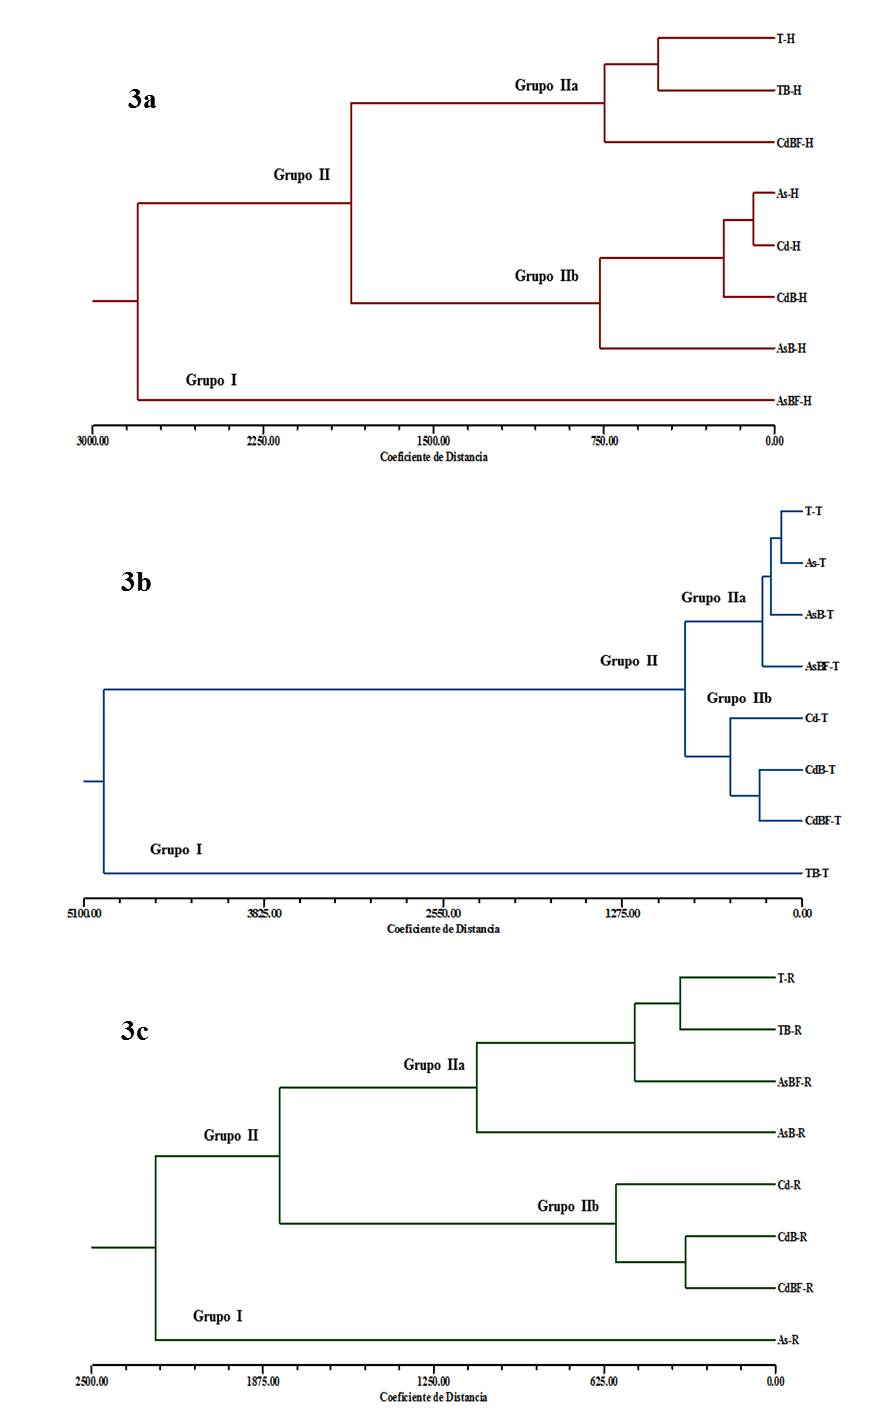 T-H
Grupo IIa
3a
TB-H
CdBF-H
Grupo II
As-H
Cd-H
Grupo IIb
CdB-H
AsB-H
Grupo I
AsBF-H
3000.00 2250.00 1500.00 750.00 0.00
Coeficiente de Distancia
T-T
As-T
3b
Grupo IIa
AsB-T
Grupo II
AsBF-T
Grupo IIb
Cd-T
CdB-T
CdBF-T
Grupo I
TB-T
5100.00 3825.00 2550.00 1275.00 0.00
Coeficiente de Distancia
T-R
3c
TB-R
Grupo IIa
AsBF-R
Grupo II
AsB-R
Cd-R
Grupo IIb
CdB-R
CdBF-R
Grupo I
As-R
2500.00 1875.00 1250.00 625.00 0.00
Coeficiente de Distancia